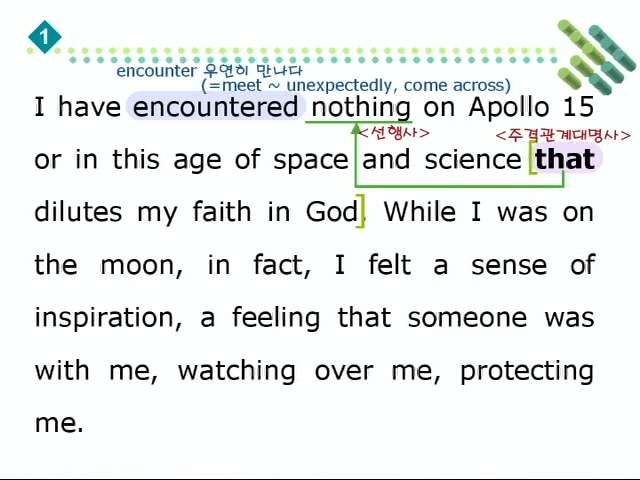 1
encounter 우연히 만나다
(=meet ~ unexpectedly, come across)
I have encountered nothing on Apollo 15
<선행사> <주격관계대명사>
or in this age of space and science that
dilutes my faith in God. While I was on
the moon, in fact, I felt a sense of
inspiration, a feeling that someone was
with me, watching over me, protecting
me.